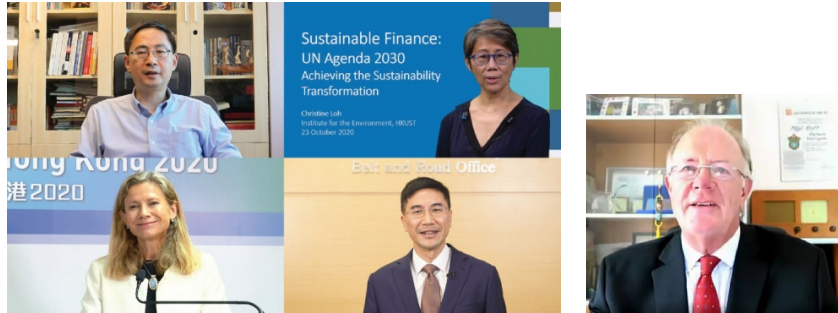 Sustainable Finance:
UN Agenda 2030
Achieving the Sustainability
Transformation
Christine Loh
Institute for the Environment, HKUST
23 October 2020
Hong Kong 2020
港2020
Belt and Road Office